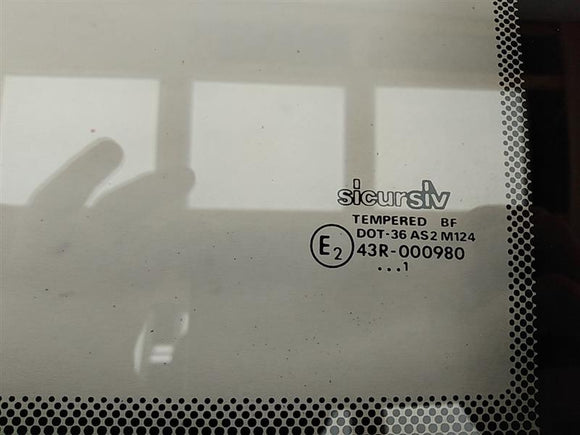 sicursiv
TEMPERED BF
DOT-36 AS2 M124
E2 43R-000980
...1